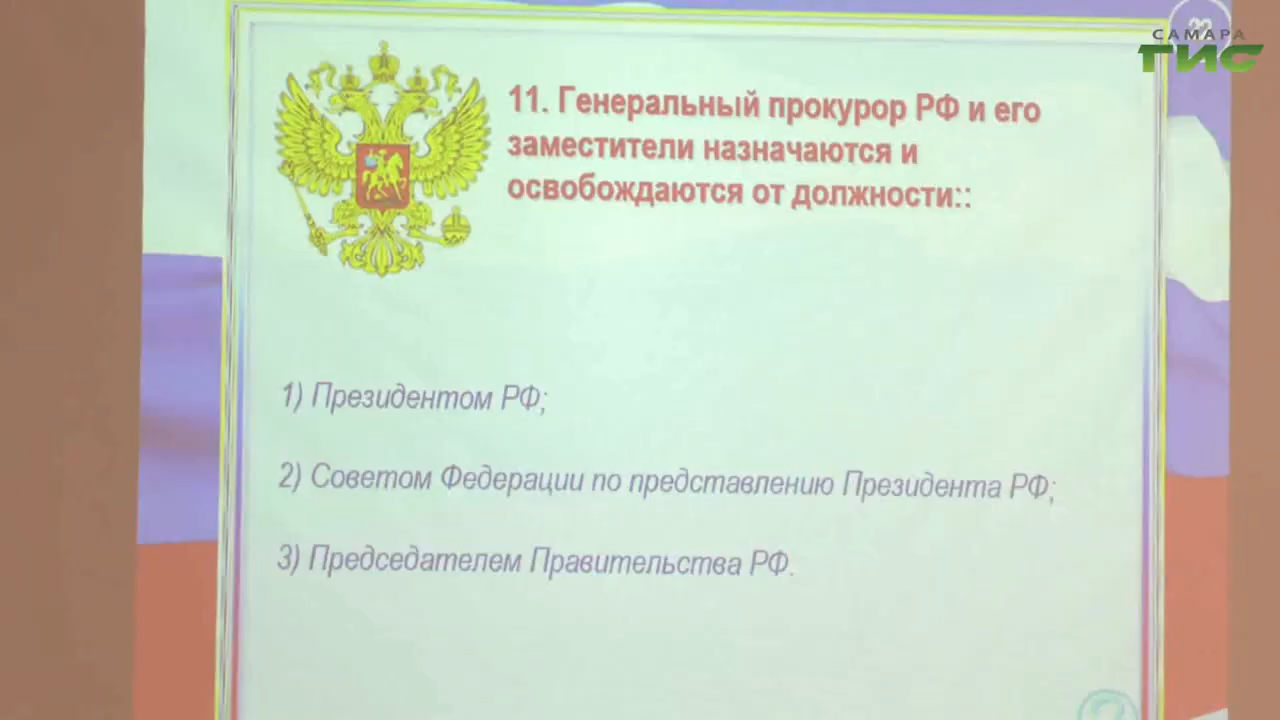 22
САМАРА
ГИС
11. Генеральный прокурор РФ и его
заместители назначаются и
освобождаются от должности::
1) Президентом РФ;
2) Советом Федерации по представлению Президента РФ;
3) Председателем Правительства РФ.